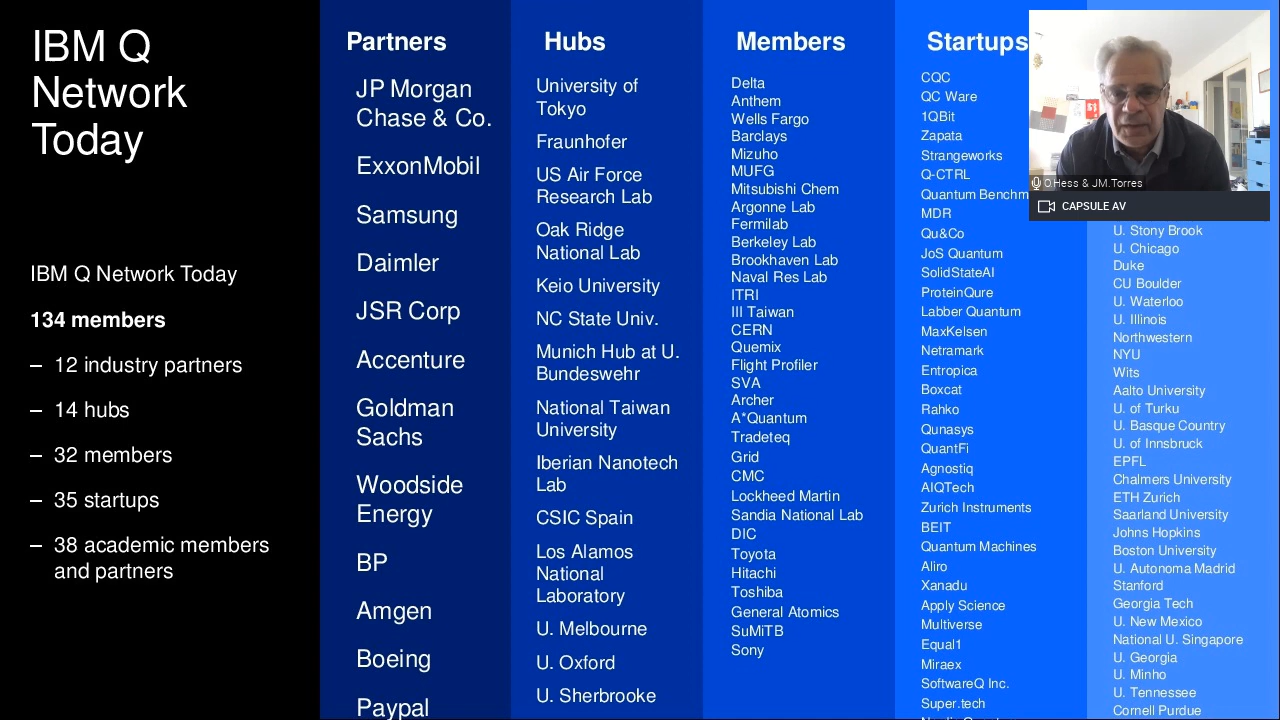 IBM Q
Network
Today
IBM Q Network Today
134 members
– 12 industry partners
– 14 hubs
– 32 members
– 35 startups
– 38 academic members
and partners
Partners
JP Morgan
Chase & Co.
ExxonMobil
Samsung
Daimler
JSR Corp
Accenture
Goldman
Sachs
Woodside
Energy
BP
Amgen
Boeing
Paypal
Hubs
University of
Tokyo
Fraunhofer
US Air Force
Research Lab
Oak Ridge
National Lab
Keio University
NC State Univ.
Munich Hub at U.
Bundeswehr
National Taiwan
University
Iberian Nanotech
Lab
CSIC Spain
Los Alamos
National
Laboratory
U. Melbourne
U. Oxford
U. Sherbrooke
Members
Delta
Anthem
Wells Fargo
Barclays
Mizuho
MUFG
Mitsubishi Chem
Argonne Lab
Fermilab
Berkeley Lab
Brookhaven Lab
Naval Res Lab
ITRI
III Taiwan
CERN
Quemix
Flight Profiler
SVA
Archer
A*Quantum
Tradeteq
Grid
CMC
Lockheed Martin
Sandia National Lab
DIC
Toyota
Hitachi
Toshiba
General Atomics
SuMiTB
Sony
Startups
CQC
QC Ware
1QBit
Zapata
Strangeworks
Q-CTRL
Quantum Benchm
MDR
Qu&Co
JoS Quantum
SolidStateAI
ProteinQure
Labber Quantum
MaxKelsen
Netramark
Entropica
Boxcat
Rahko
Qunasys
QuantFi
Agnostiq
AIQTech
Zurich Instruments
BEIT
Quantum Machines
Aliro
Xanadu
Apply Science
Multiverse
Equal1
Miraex
SoftwareQ Inc.
Super.tech
O.Hess & JM.Torres
CAPSULE AV
U. Stony Brook
U. Chicago
Duke
CU Boulder
U. Waterloo
U. Illinois
Northwestern
NYU
Wits
Aalto University
U. of Turku
U. Basque Country
U. of Innsbruck
EPFL
Chalmers University
ETH Zurich
Saarland University
Johns Hopkins
Boston University
U. Autonoma Madrid
Stanford
Georgia Tech
U. New Mexico
National U. Singapore
U. Georgia
U. Minho
U. Tennessee
Cornell Purdue